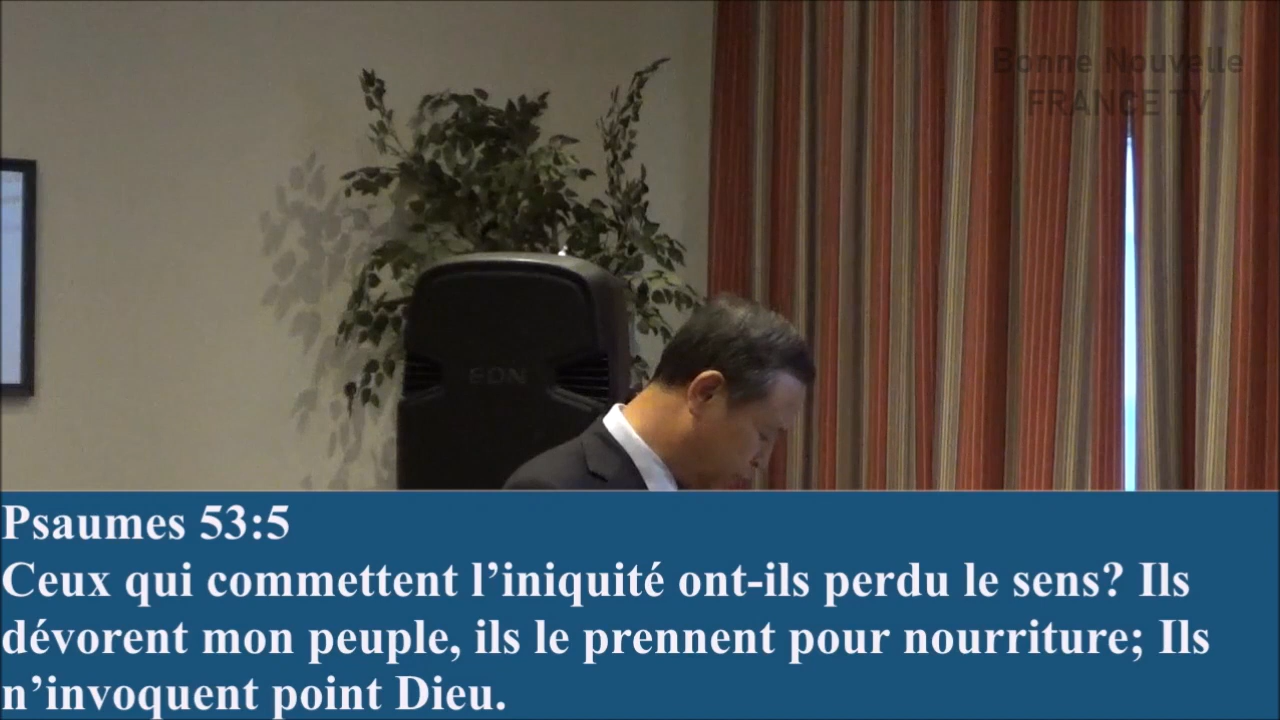 Bonne Nouvelle
FRANCE TV
EON
Psaumes 53:5
Ceux qui commettent l’iniquité ont-ils perdu le sens? Ils
dévorent mon peuple, ils le prennent pour nourriture; Ils
n’invoquent point Dieu.